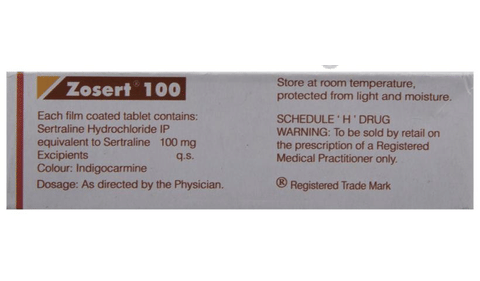 Zosert® 100
Each film coated tablet contains:
Sertraline Hydrochloride IP
equivalent to Sertraline 100 mg
Excipients q.s.
Colour: Indigocarmine
Dosage: As directed by the Physician.
Store at room temperature,
protected from light and moisture.
SCHEDULE ' H ' DRUG
WARNING: To be sold by retail on
the prescription of a Registered
Medical Practitioner only.
® Registered Trade Mark